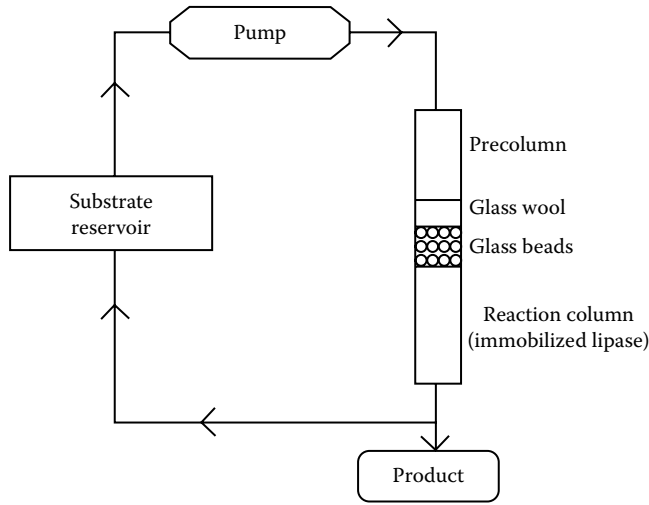 Pump
Precolumn
Substrate
reservoir
Glass wool
Glass beads
Reaction column
(immobilized lipase)
Product